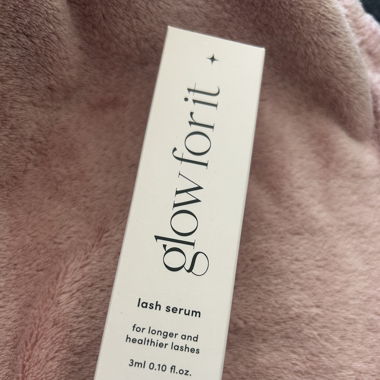 glow for it
lash serum
for longer and
healthier lashes
3ml 0.10 fl.oz.